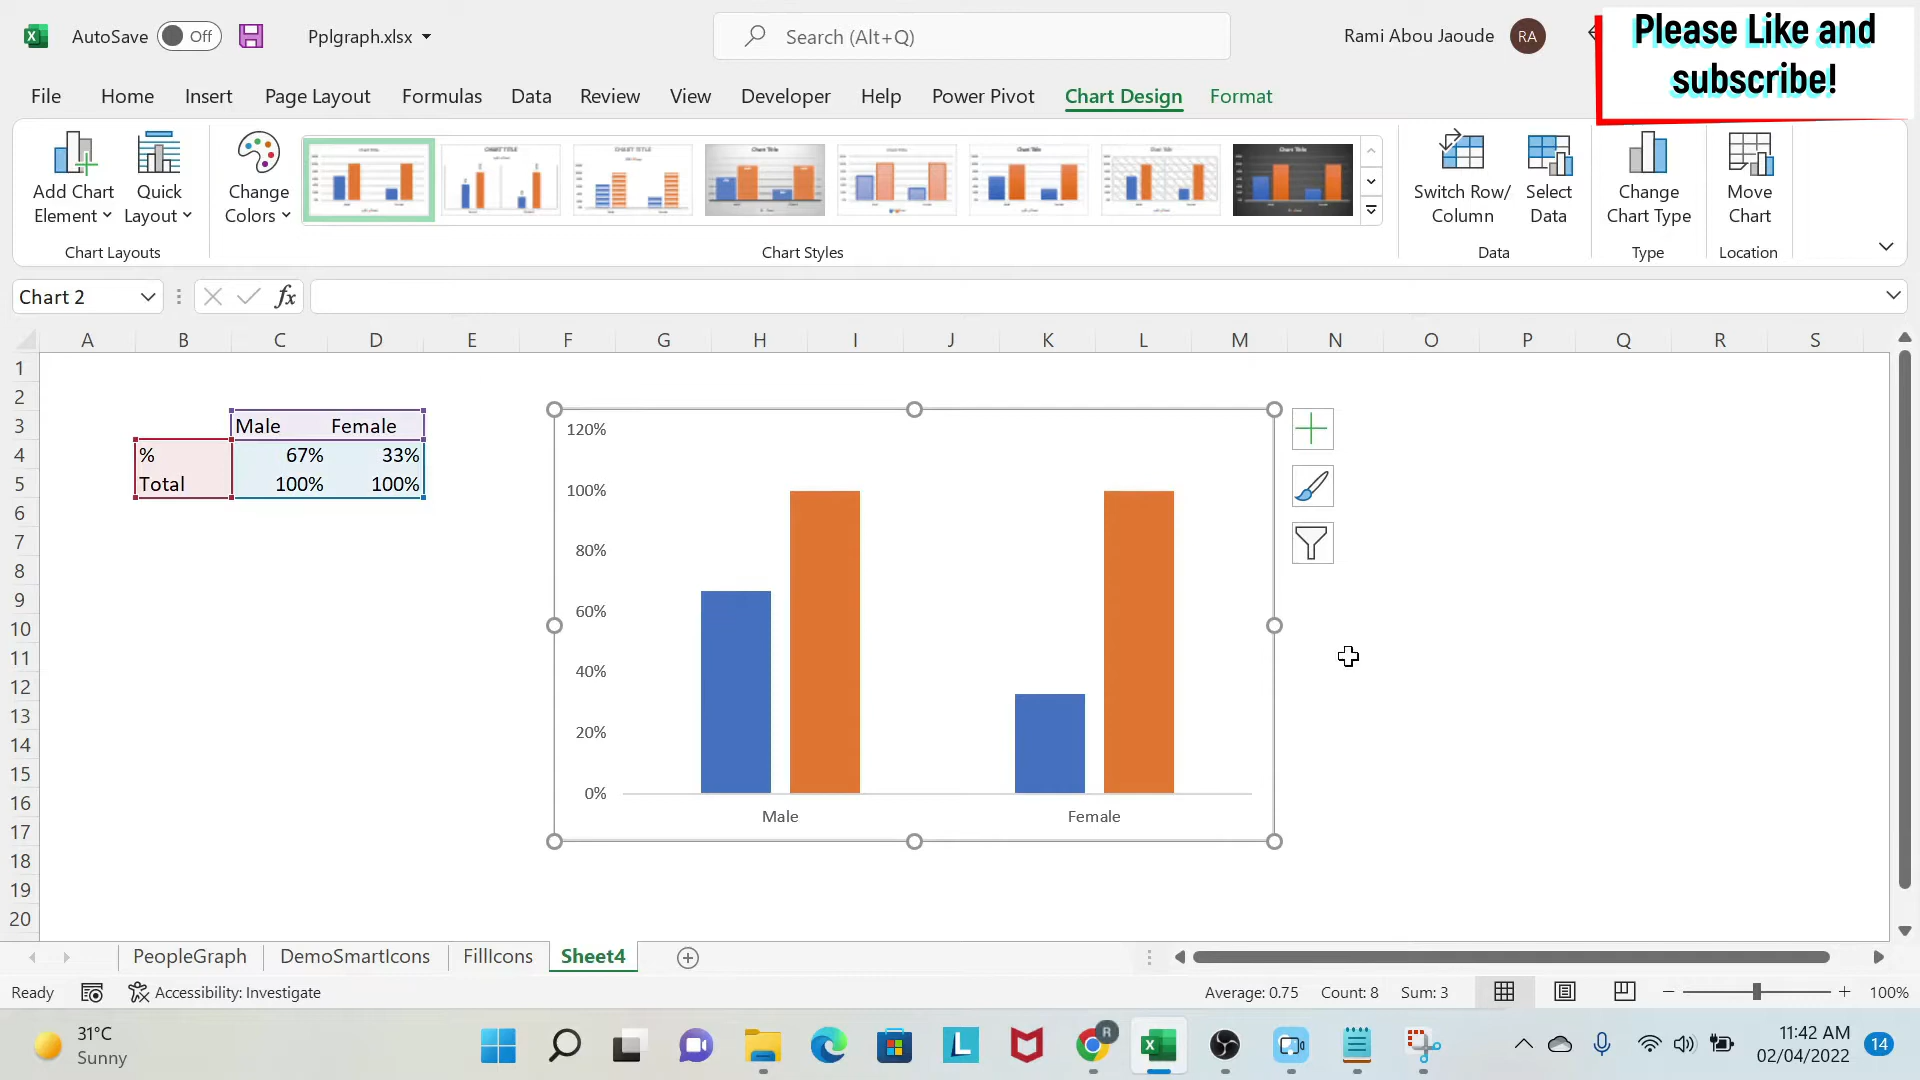 AutoSave Off Pplgraph.xlsx Search (Alt+Q) Rami Abou Jaoude RA
Please Like and
subscribe!
File Home Insert Page Layout Formulas Data Review View Developer Help Power Pivot Chart Design Format
Add Chart Element
Quick Layout
Change Colors
Switch Row/ Column
Select Data
Change Chart Type
Move Chart
Chart Layouts Chart Styles Data Type Location
Chart 2 fx
A B C D E F G H I J K L M N O P Q R S
1
2
3 Male Female
4 % 67% 33%
5 Total 100% 100%
6
7
8
9
10
11
12
13
14
15
16
17
18
19
20
120%
100%
80%
60%
40%
20%
0%
Male Female
PeopleGraph DemoSmartIcons FillIcons Sheet4
Ready Accessibility: Investigate Average: 0.75 Count: 8 Sum: 3 100%
31°C
Sunny
R
11:42 AM
02/04/2022
14